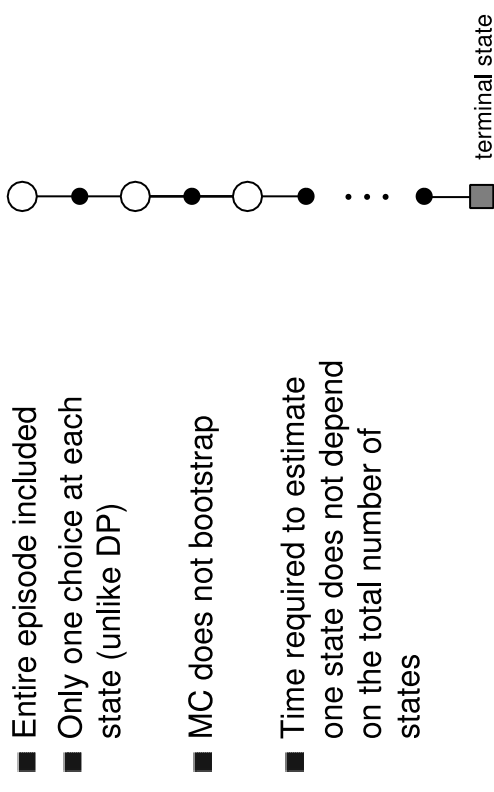 Entire episode included
Only one choice at each
state (unlike DP)
MC does not bootstrap
Time required to estimate
one state does not depend
on the total number of
states
terminal state